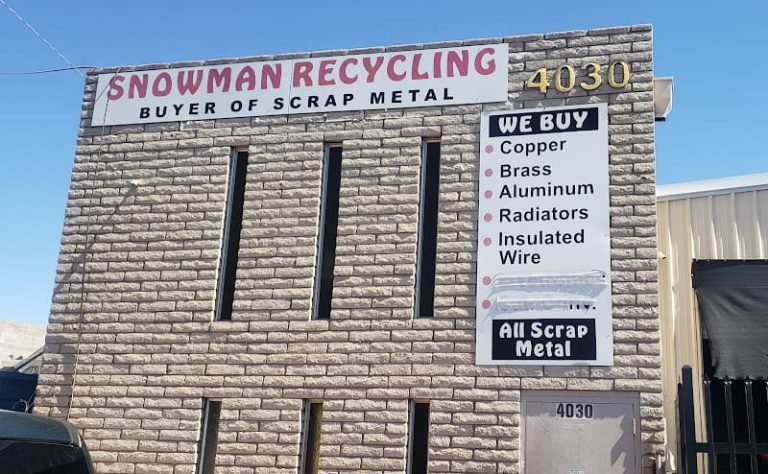 SNOWMAN RECYCLING
BUYER OF SCRAP METAL
4030
WE BUY
Copper
Brass
Aluminum
Radiators
Insulated
Wire
All Scrap
Metal
4030